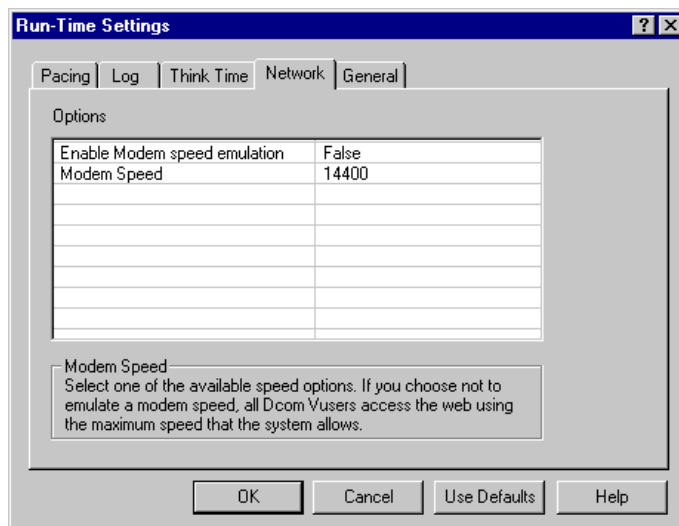 Run-Time Settings
Pacing Log Think Time Network General
Options
Enable Modem speed emulation False
Modem Speed 14400
Modem Speed
Select one of the available speed options. If you choose not to
emulate a modem speed, all Dcom Vusers access the web using
the maximum speed that the system allows.
OK Cancel Use Defaults Help